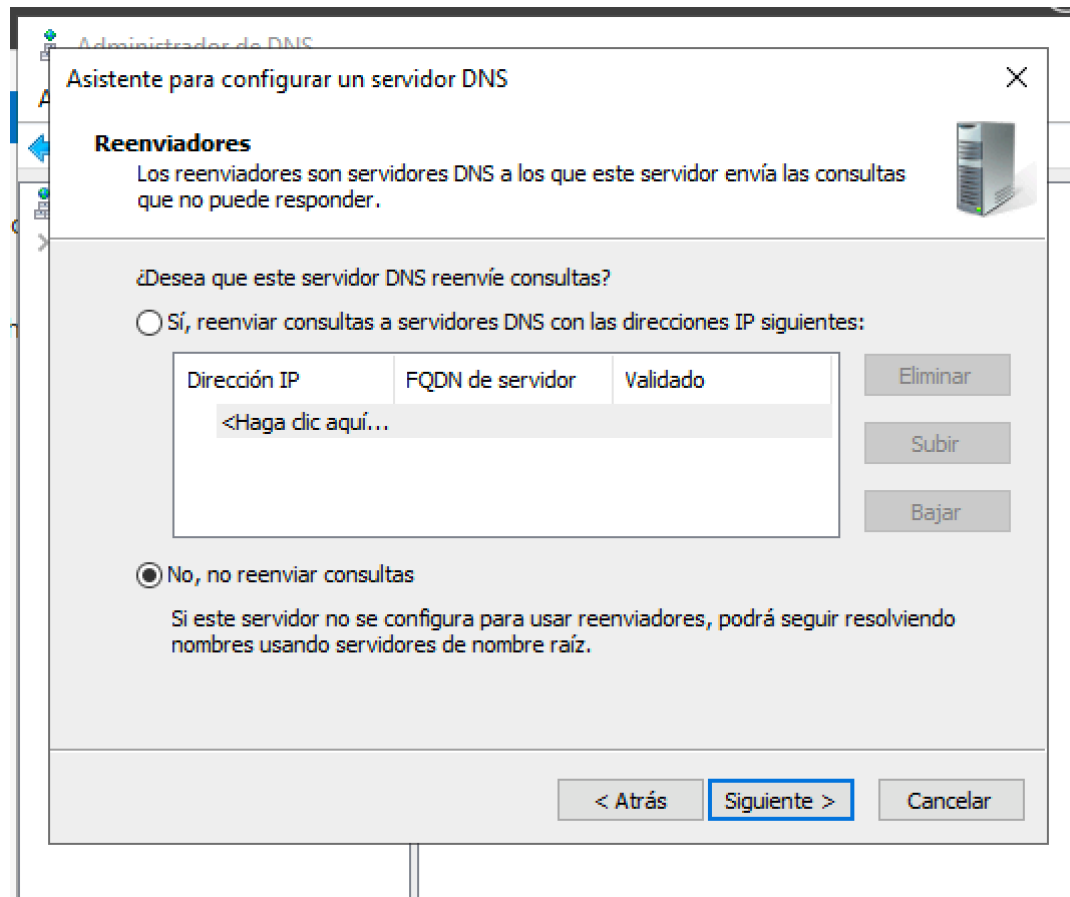 Administrador de DNS
Asistente para configurar un servidor DNS
A
Reenviadores
Los reenviadores son servidores DNS a los que este servidor envía las consultas
que no puede responder.
¿Desea que este servidor DNS reenvíe consultas?
Sí, reenviar consultas a servidores DNS con las direcciones IP siguientes:
Dirección IP FQDN de servidor Validado
<Haga clic aquí...
Eliminar
Subir
Bajar
No, no reenviar consultas
Si este servidor no se configura para usar reenviadores, podrá seguir resolviendo
nombres usando servidores de nombre raíz.
< Atrás Siguiente > Cancelar